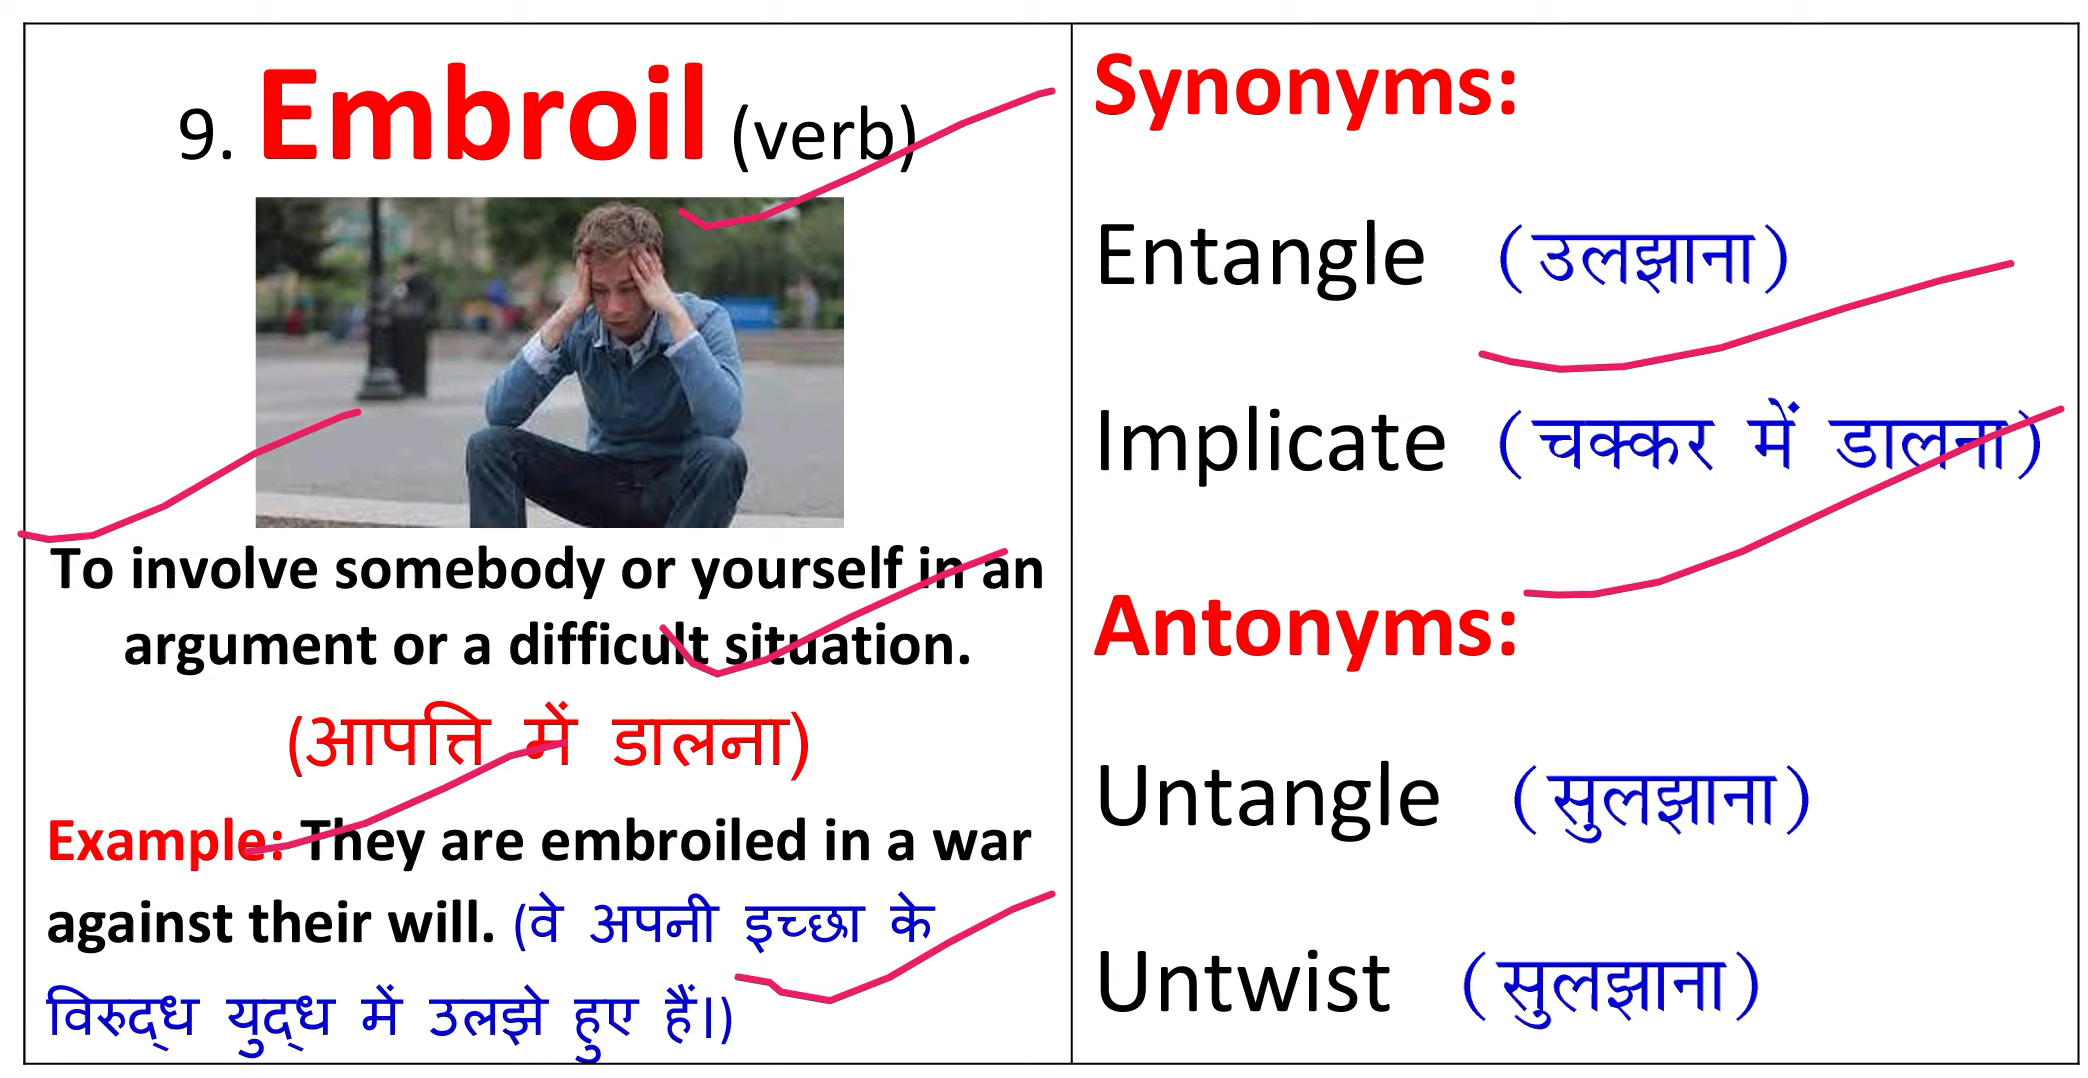 9. Embroil (verb)
To involve somebody or yourself in an
argument or a difficult situation.
(आपत्ति में डालना)
Example: They are embroiled in a war
against their will. (वे अपनी इच्छा के
विरुद्ध युद्ध में उलझे हुए हैं।)
Synonyms:
Entangle (उलझाना)
Implicate (चक्कर में डालना)
Antonyms:
Untangle (सुलझाना)
Untwist (सुलझाना)